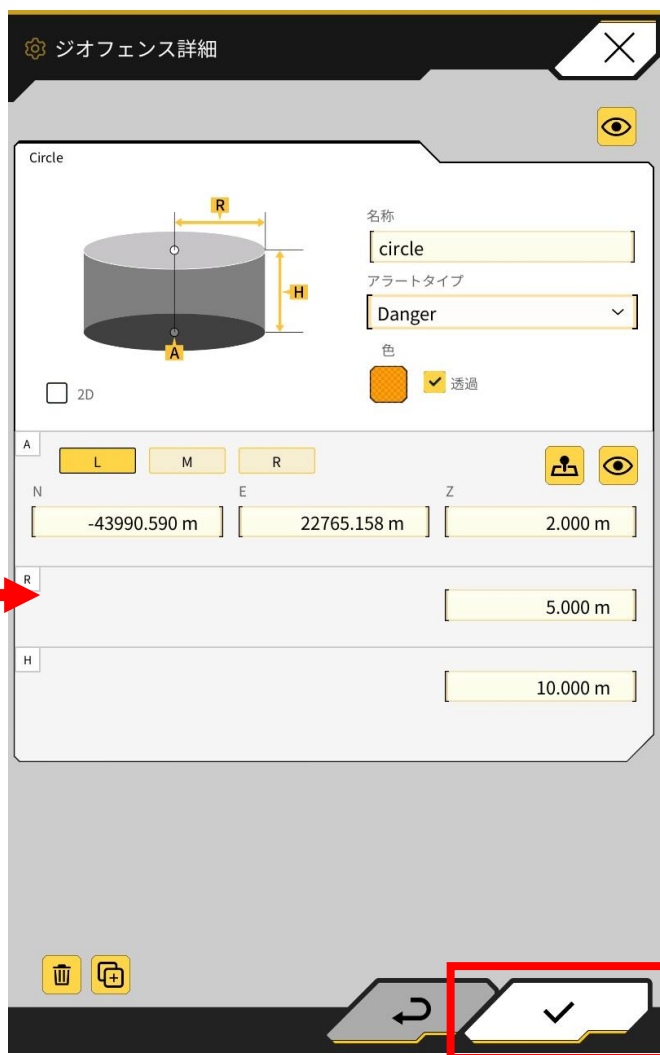 ジオフェンス詳細
Circle
R
H
A
2D
名称
circle
アラートタイプ
Danger
色
透過
A
L M R
N E Z
-43990.590 m 22765.158 m 2.000 m
R
5.000 m
H
10.000 m